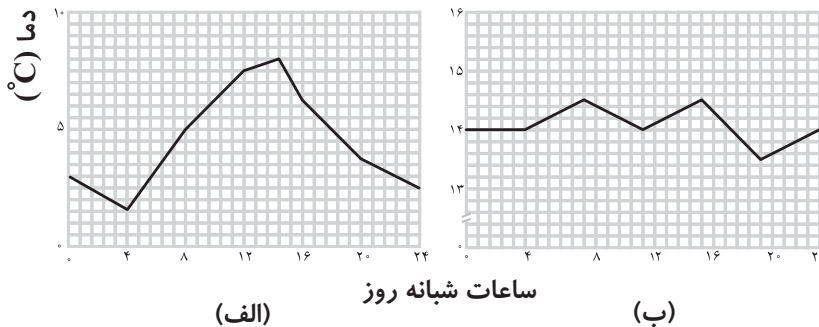 دما (°C)
۱۰
۵
۰
۰ ۴ ۸ ۱۲ ۱۶ ۲۰ ۲۴
۱۶
۱۵
۱۴
۱۳
۰
۰ ۴ ۸ ۱۲ ۱۶ ۲۰
ساعات شبانه روز
(الف)
(ب)